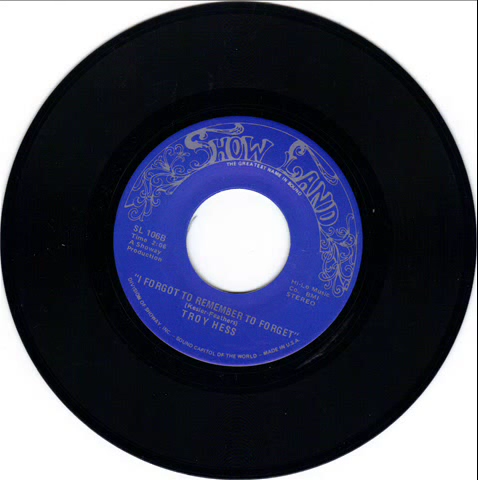 SHOW LAND
THE GREATEST NAME IN SOUND
SL 106B
Time 2:06
A Showay
Production
Hi-Lo Music
Co. BMI
STEREO
"I FORGOT TO REMEMBER TO FORGET"
(Kesler-Feathers)
TROY HESS
DIVISION OF SHOWAY, INC. - SOUND CAPITOL OF THE WORLD - MADE IN U.S.A.